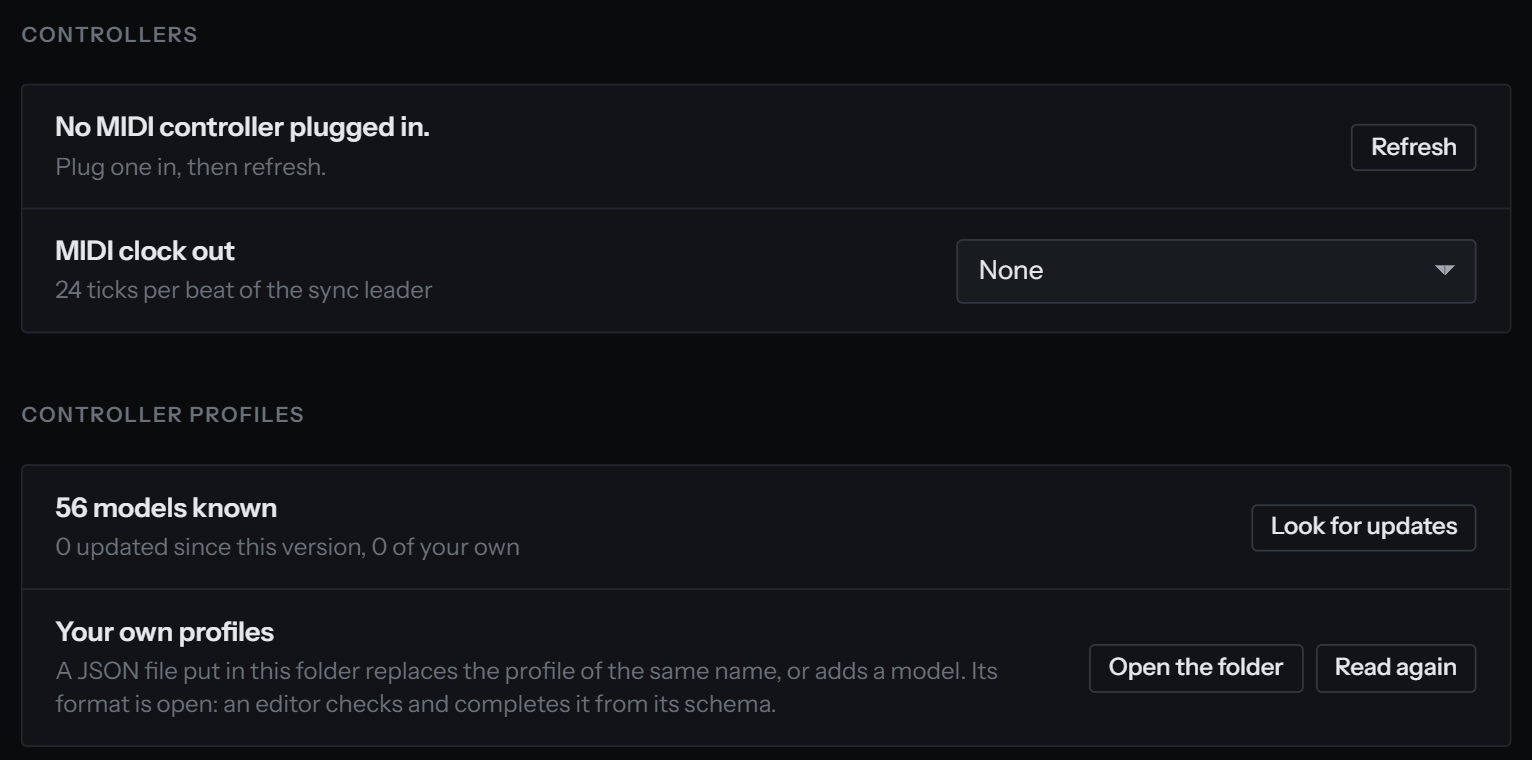 CONTROLLERS
No MIDI controller plugged in.
Plug one in, then refresh.
Refresh
MIDI clock out
24 ticks per beat of the sync leader
None
CONTROLLER PROFILES
56 models known
0 updated since this version, 0 of your own
Look for updates
Your own profiles
A JSON file put in this folder replaces the profile of the same name, or adds a model. Its
format is open: an editor checks and completes it from its schema.
Open the folder
Read again